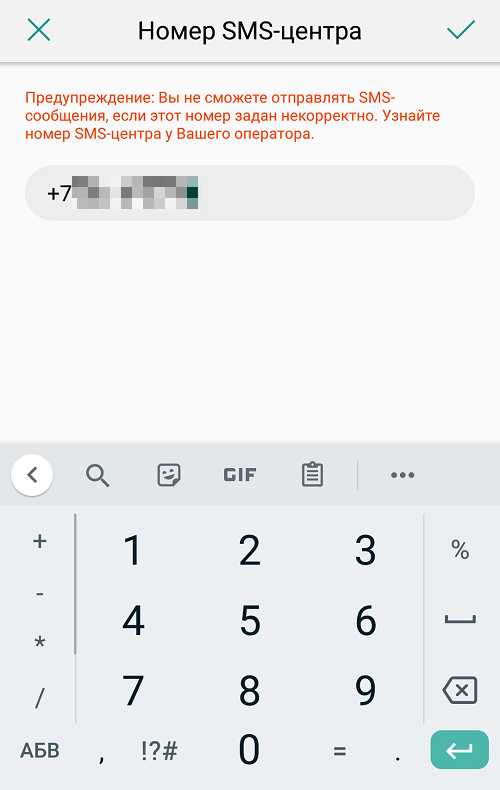 Номер SMS-центра
Предупреждение: Вы не сможете отправлять SMS-
сообщения, если этот номер задан некорректно. Узнайте
номер SMS-центра у Вашего оператора.
+7
GIF
+ 1 2 3 %
-
4 5 6
*
/ 7 8 9
АБВ , !?# 0 = .